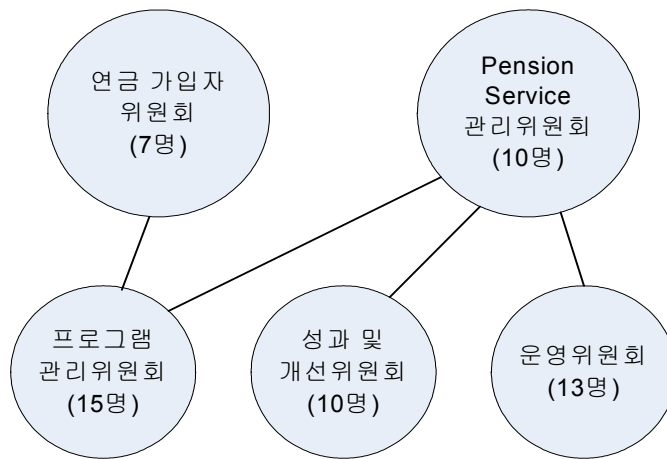 연금 가입자
위원회
(7명)
Pension
Service
관리위원회
(10명)
프로그램
관리위원회
(15명)
성과 및
개선위원회
(10명)
운영위원회
(13명)